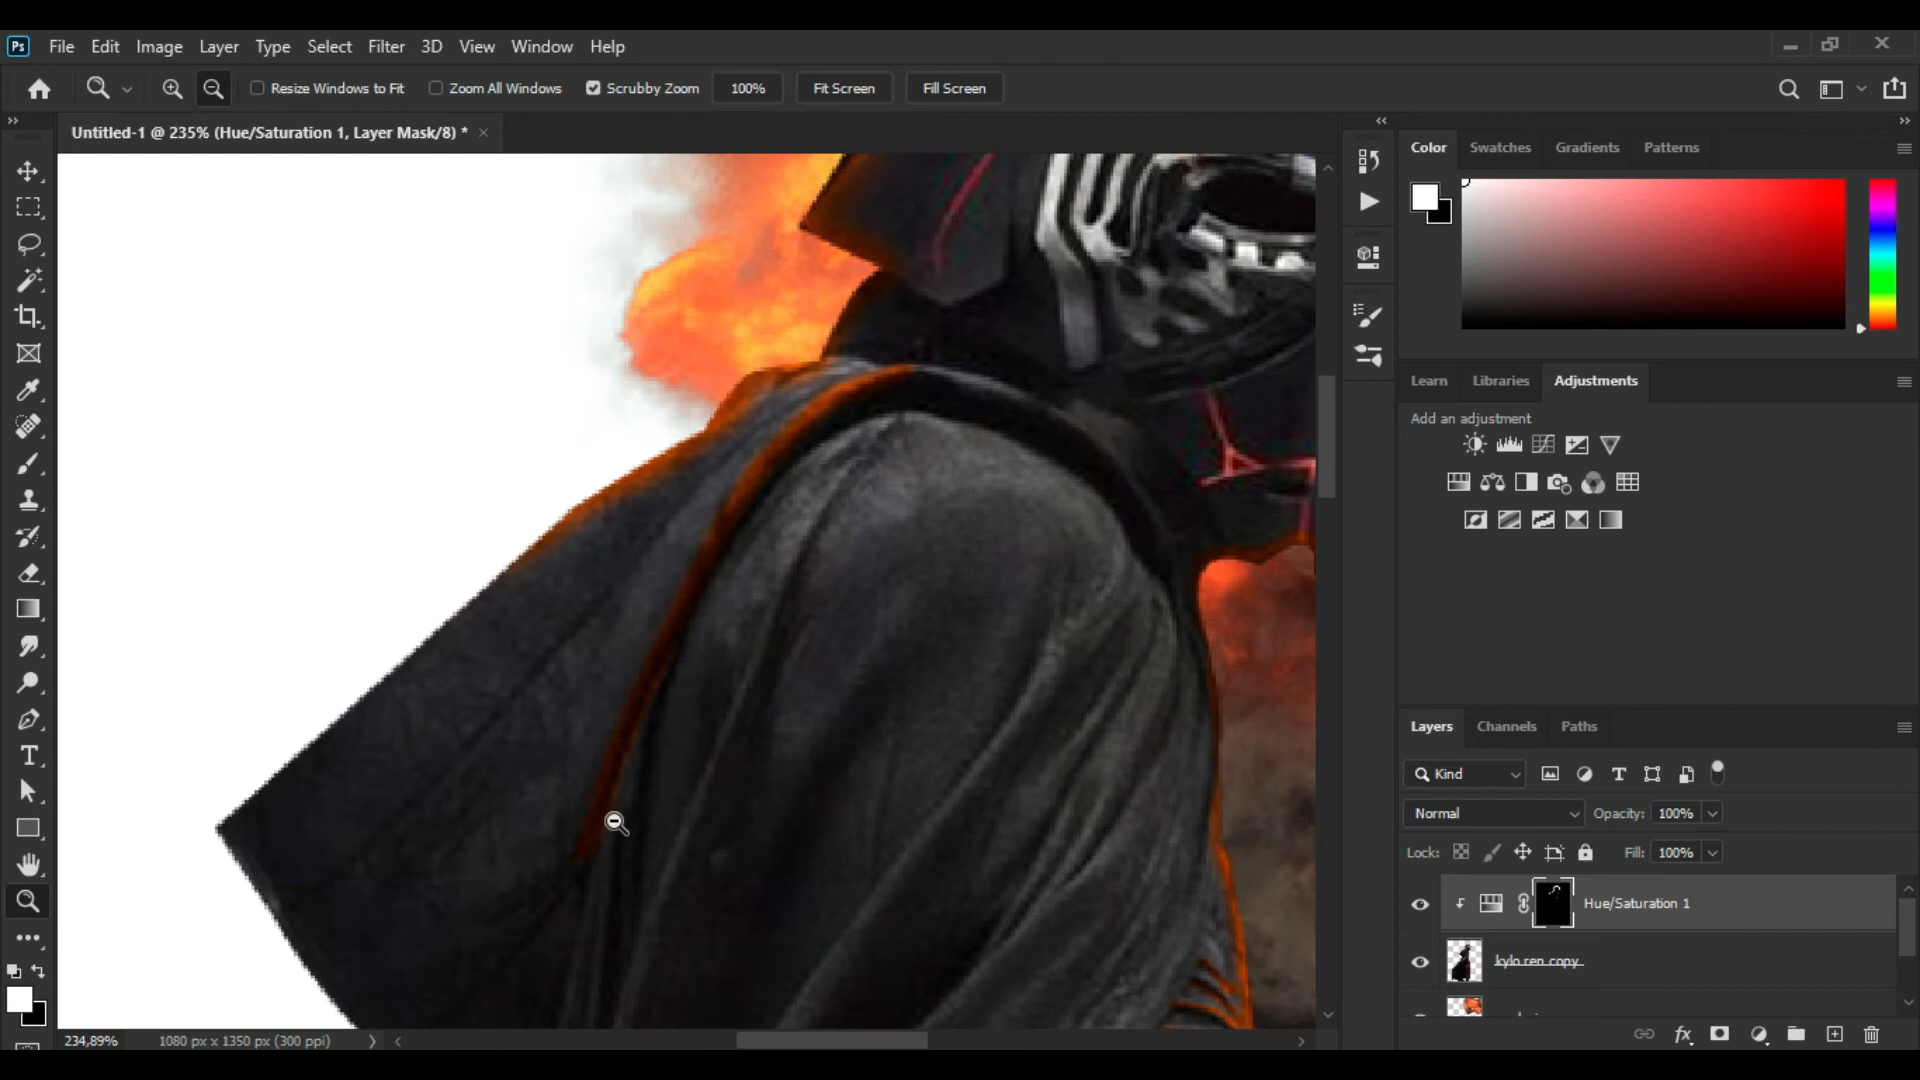 Ps File Edit Image Layer Type Select Filter 3D View Window Help
Resize Windows to Fit Zoom All Windows Scrubby Zoom 100% Fit Screen Fill Screen
Untitled-1 @ 235% (Hue/Saturation 1, Layer Mask/8) * ×
Color Swatches Gradients Patterns
Learn Libraries Adjustments
Add an adjustment
Layers Channels Paths
Kind
Normal Opacity: 100%
Lock: Fill: 100%
Hue/Saturation 1
kylo ren copy
234,89% 1080 px x 1350 px (300 ppi)